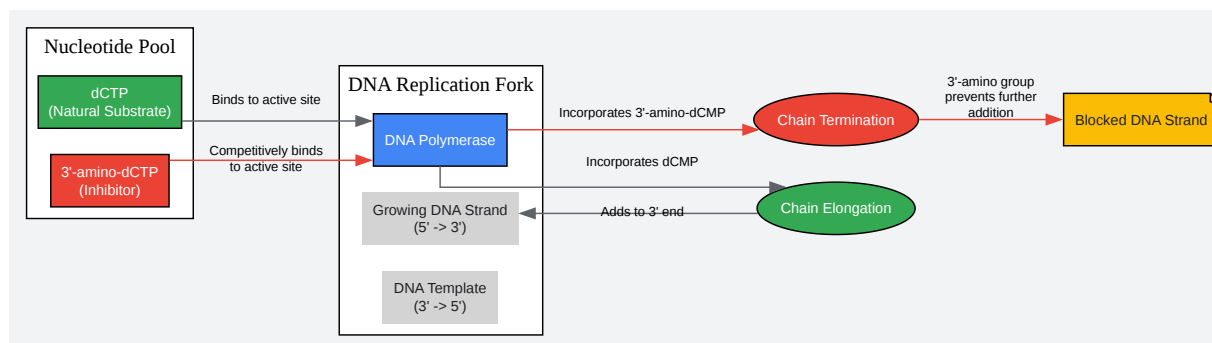 Nucleotide Pool
dCTP
(Natural Substrate)
3'-amino-dCTP
(Inhibitor)
Binds to active site
Competitively binds
to active site
DNA Replication Fork
DNA Polymerase
Growing DNA Strand
(5' -> 3')
DNA Template
(3' -> 5')
Incorporates 3'-amino-dCMP
Incorporates dCMP
Adds to 3' end
Chain Termination
Chain Elongation
3'-amino group
prevents further
addition
Blocked DNA Strand